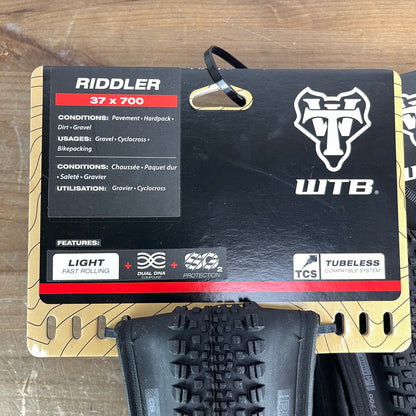 RIDDLER
37 x 700
CONDITIONS: Pavement • Hardpack •
Dirt • Gravel
USAGES: Gravel • Cyclocross •
Bikepacking
CONDITIONS: Chaussée • Paquet dur
• Saleté • Gravier
UTILISATION: Gravier • Cyclocross
WTB®
FEATURES:
LIGHT
FAST ROLLING
+
DUAL DNA
COMPOUND
+
SG2
PROTECTION
TCS
TUBELESS
COMPATIBLE SYSTEM